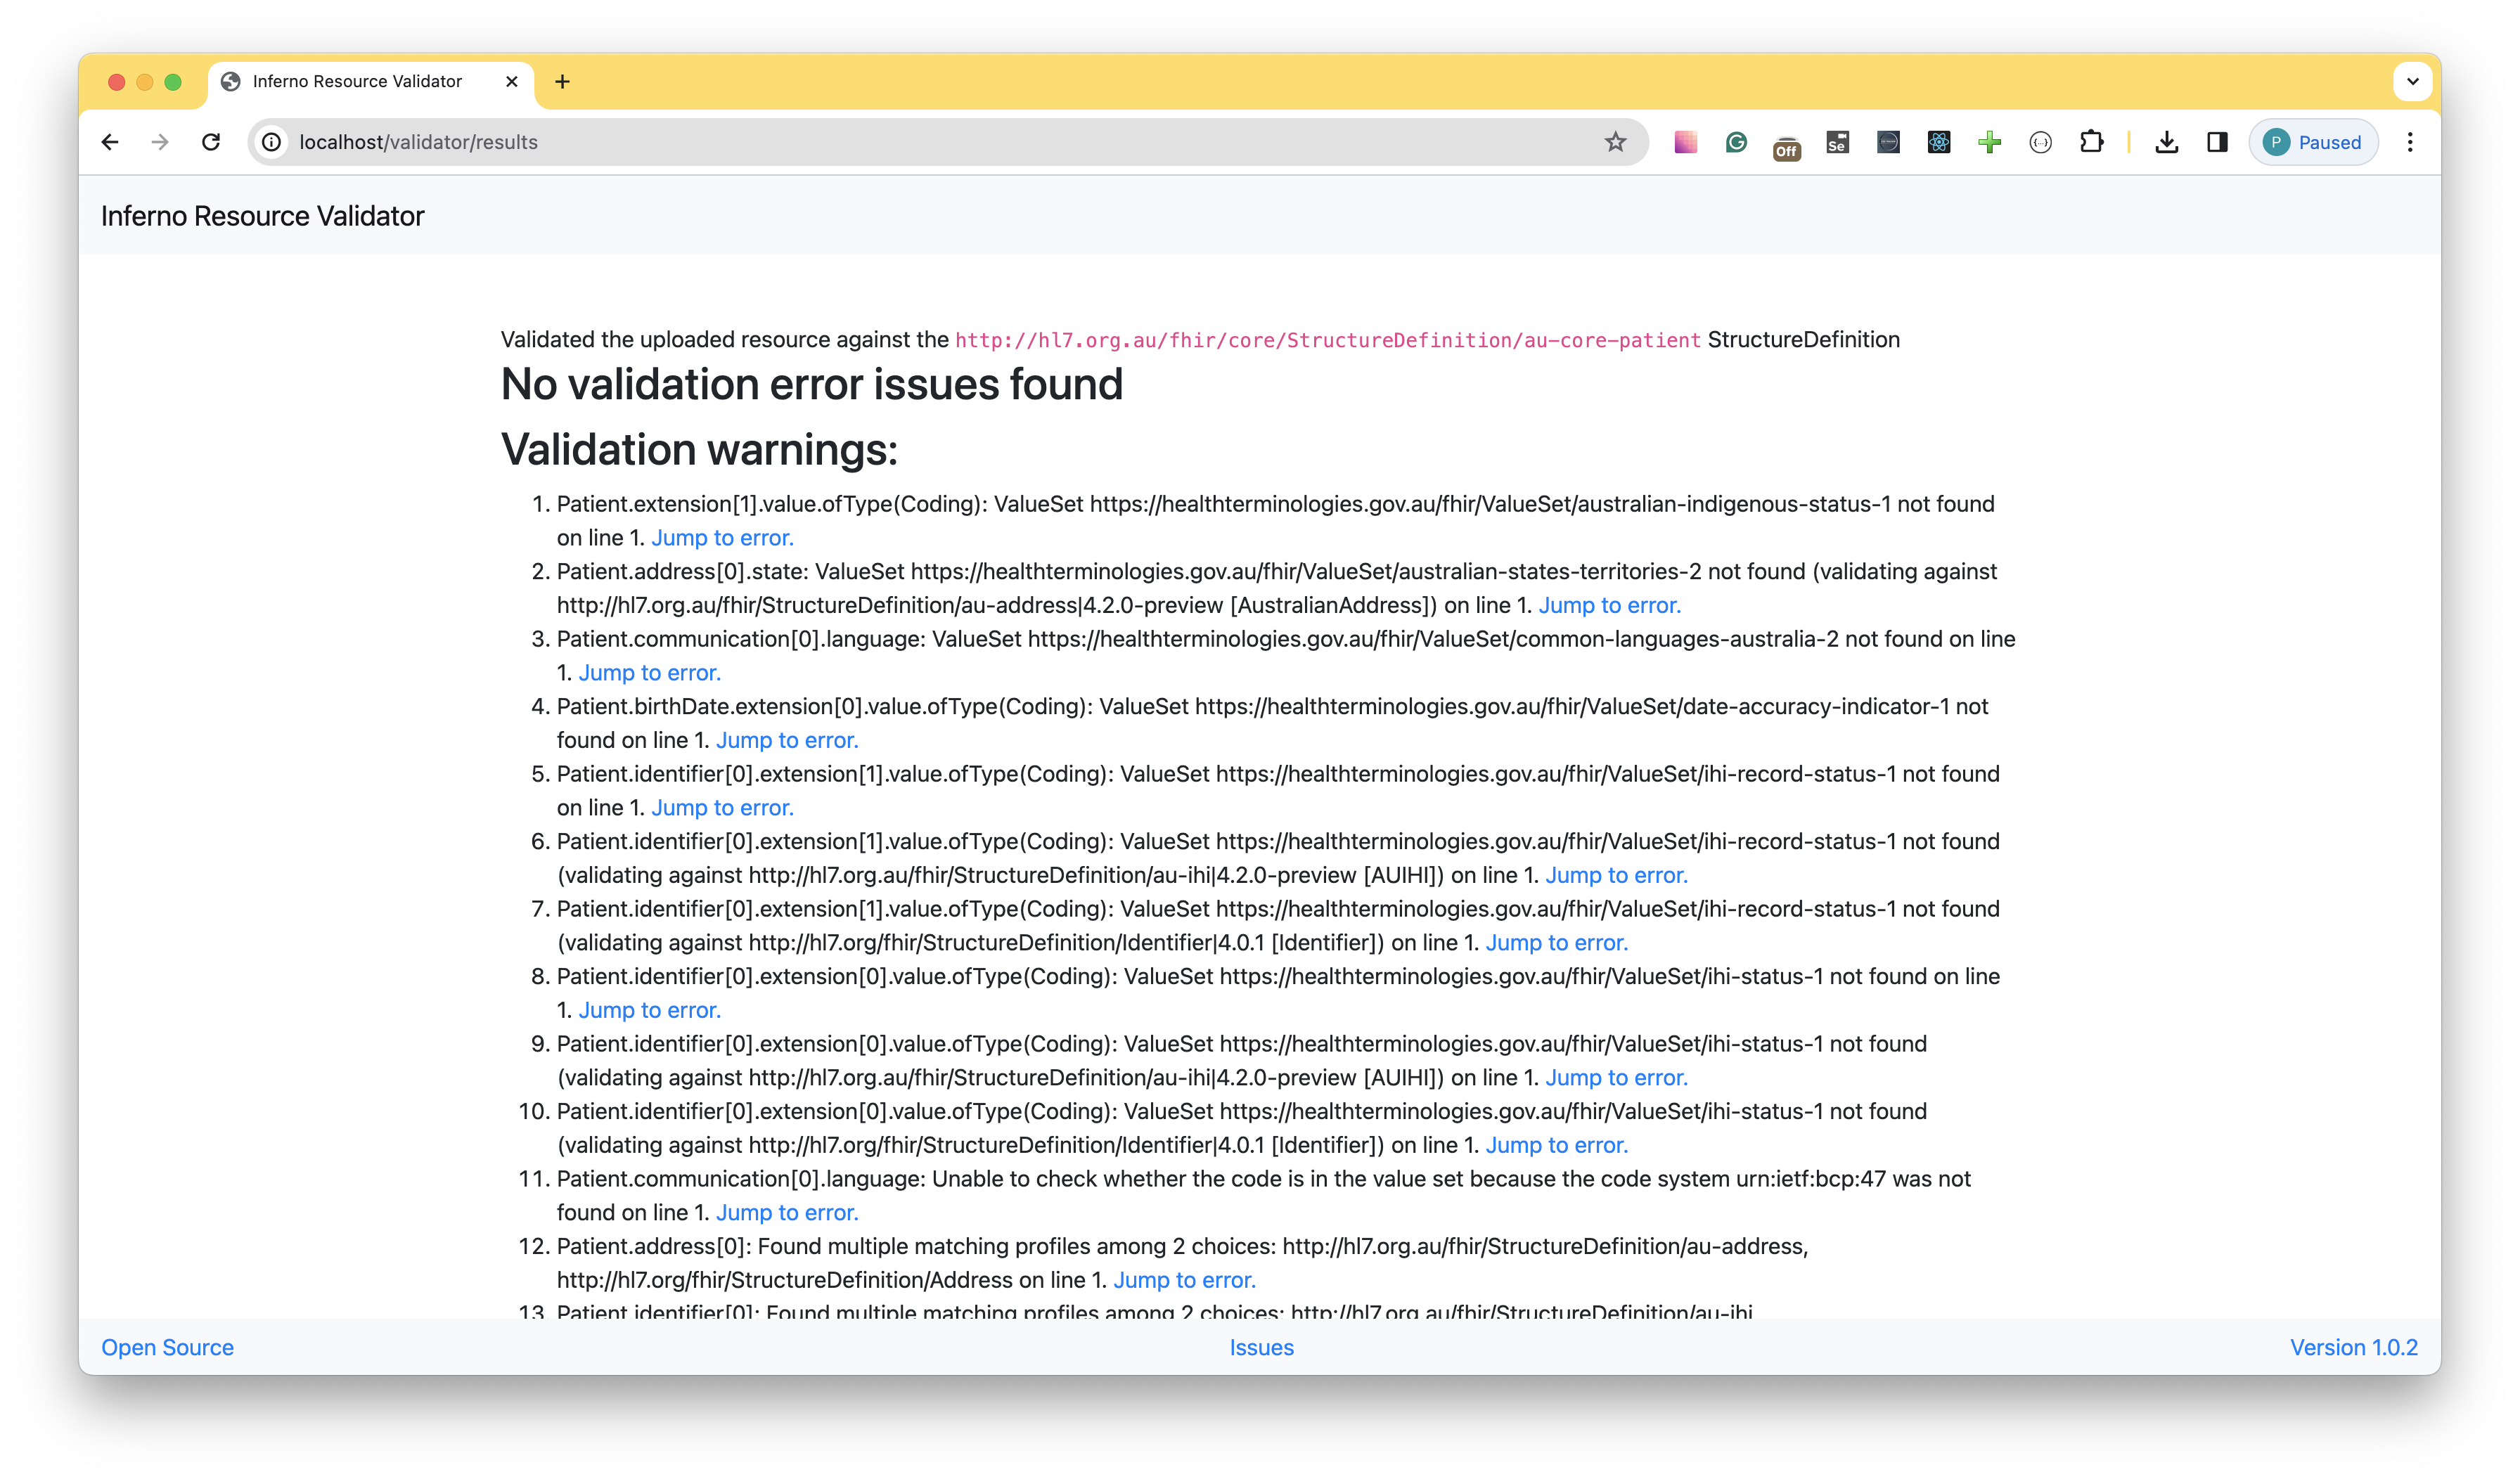 Inferno Resource Validator
localhost/validator/results
Off
Se
P
Paused
Inferno Resource Validator
Validated the uploaded resource against the http://hl7.org.au/fhir/core/StructureDefinition/au-core-patient StructureDefinition
No validation error issues found
Validation warnings:
1. Patient.extension[1].value.ofType(Coding): ValueSet https://healthterminologies.gov.au/fhir/ValueSet/australian-indigenous-status-1 not found
on line 1. Jump to error.
2. Patient.address[0].state: ValueSet https://healthterminologies.gov.au/fhir/ValueSet/australian-states-territories-2 not found (validating against
http://hl7.org.au/fhir/StructureDefinition/au-address|4.2.0-preview [AustralianAddress]) on line 1. Jump to error.
3. Patient.communication[0].language: ValueSet https://healthterminologies.gov.au/fhir/ValueSet/common-languages-australia-2 not found on line
1. Jump to error.
4. Patient.birthDate.extension[0].value.ofType(Coding): ValueSet https://healthterminologies.gov.au/fhir/ValueSet/date-accuracy-indicator-1 not
found on line 1. Jump to error.
5. Patient.identifier[0].extension[1].value.ofType(Coding): ValueSet https://healthterminologies.gov.au/fhir/ValueSet/ihi-record-status-1 not found
on line 1. Jump to error.
6. Patient.identifier[0].extension[1].value.ofType(Coding): ValueSet https://healthterminologies.gov.au/fhir/ValueSet/ihi-record-status-1 not found
(validating against http://hl7.org.au/fhir/StructureDefinition/au-ihi|4.2.0-preview [AUIHI]) on line 1. Jump to error.
7. Patient.identifier[0].extension[1].value.ofType(Coding): ValueSet https://healthterminologies.gov.au/fhir/ValueSet/ihi-record-status-1 not found
(validating against http://hl7.org/fhir/StructureDefinition/Identifier|4.0.1 [Identifier]) on line 1. Jump to error.
8. Patient.identifier[0].extension[0].value.ofType(Coding): ValueSet https://healthterminologies.gov.au/fhir/ValueSet/ihi-status-1 not found on line
1. Jump to error.
9. Patient.identifier[0].extension[0].value.ofType(Coding): ValueSet https://healthterminologies.gov.au/fhir/ValueSet/ihi-status-1 not found
(validating against http://hl7.org.au/fhir/StructureDefinition/au-ihi|4.2.0-preview [AUIHI]) on line 1. Jump to error.
10. Patient.identifier[0].extension[0].value.ofType(Coding): ValueSet https://healthterminologies.gov.au/fhir/ValueSet/ihi-status-1 not found
(validating against http://hl7.org/fhir/StructureDefinition/Identifier|4.0.1 [Identifier]) on line 1. Jump to error.
11. Patient.communication[0].language: Unable to check whether the code is in the value set because the code system urn:ietf:bcp:47 was not
found on line 1. Jump to error.
12. Patient.address[0]: Found multiple matching profiles among 2 choices: http://hl7.org.au/fhir/StructureDefinition/au-address,
http://hl7.org/fhir/StructureDefinition/Address on line 1. Jump to error.
13. Patient.identifier[0]: Found multiple matching profiles among 2 choices: http://hl7.org.au/fhir/StructureDefinition/au-ihi
Open Source
Issues
Version 1.0.2